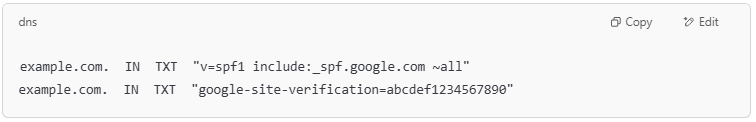 dns
Copy
Edit
example.com.  IN  TXT  "v=spf1 include:_spf.google.com ~all"
example.com.  IN  TXT  "google-site-verification=abcdef1234567890"